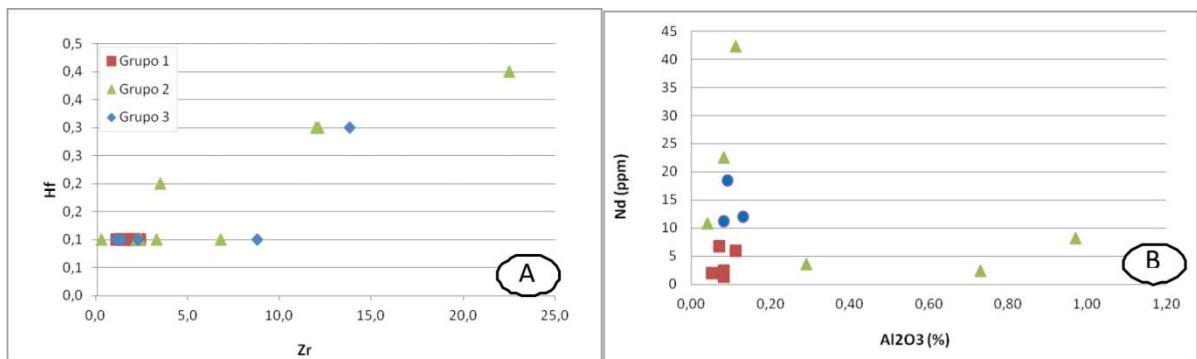 0,5
0,4
0,4
0,3
0,3
0,2
0,2
0,1
0,1
0,0
Hf
Grupo 1
Grupo 2
Grupo 3
A
0,0 5,0 10,0 15,0 20,0 25,0
Zr
45
40
35
30
25
20
15
10
5
0
Nd (ppm)
B
0,00 0,20 0,40 0,60 0,80 1,00 1,20
Al2O3 (%)